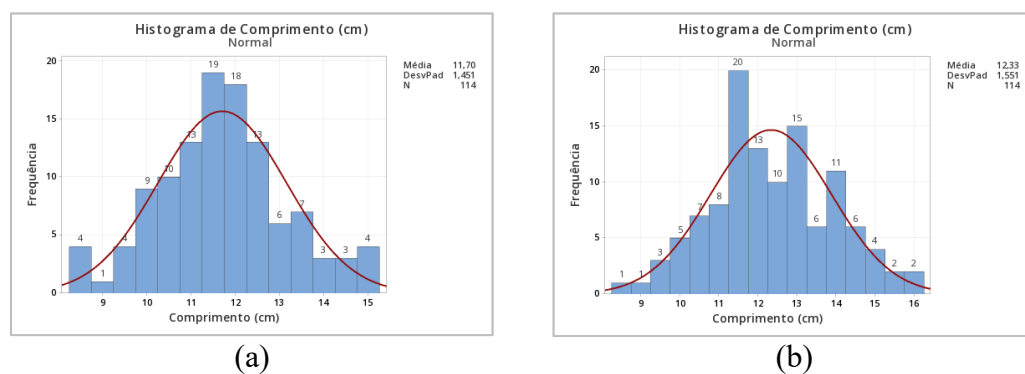 Histograma de Comprimento (cm)
Normal
Média 11,70
DesvPad 1,451
N 114
Frequência
20
15
10
5
0
4 1 4 9 10 13 19 18 13 6 7 3 3 4
9 10 11 12 13 14 15
Comprimento (cm)
(a)
Histograma de Comprimento (cm)
Normal
Média 12,33
DesvPad 1,551
N 114
Frequência
20
15
10
5
0
1 1 3 5 7 8 20 13 10 15 6 11 6 4 2 2
9 10 11 12 13 14 15 16
Comprimento (cm)
(b)